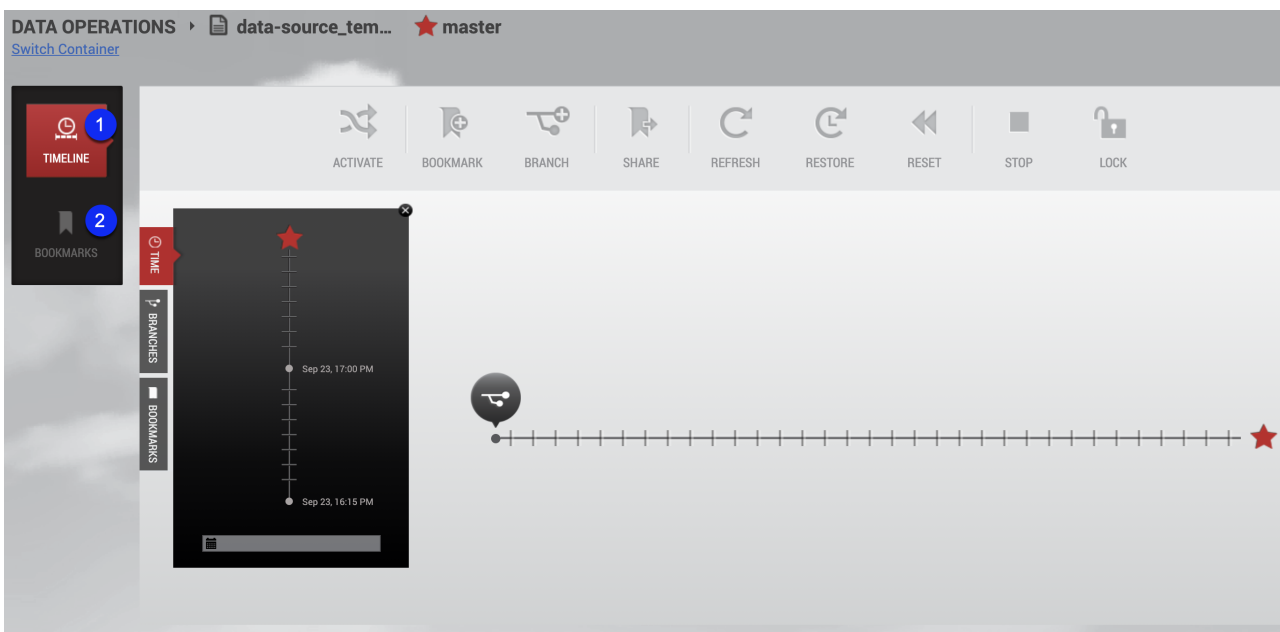 DATA OPERATIONS data-source_tem... master
Switch Container
1
TIMELINE
2
BOOKMARKS
ACTIVATE BOOKMARK BRANCH SHARE REFRESH RESTORE RESET STOP LOCK
TIME
BRANCHES
BOOKMARKS
Sep 23, 17:00 PM
Sep 23, 16:15 PM